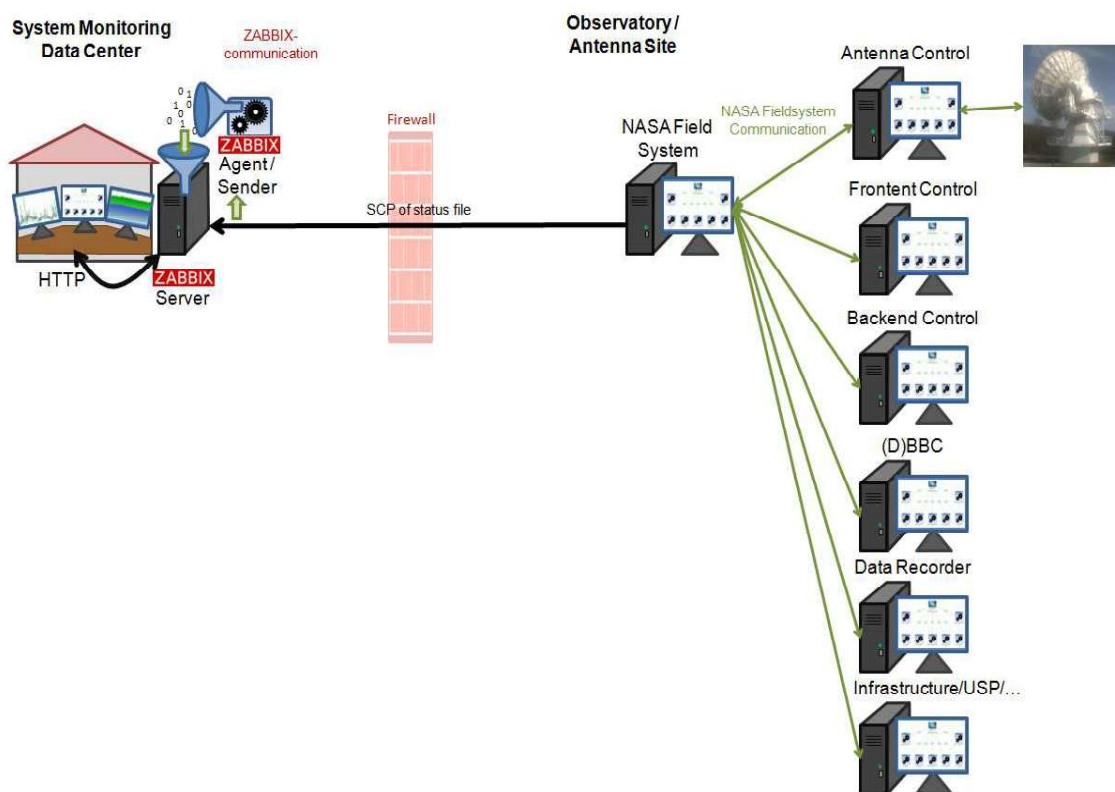 System Monitoring
Data Center
ZABBIX-
communication
ZABBIX
Agent /
Sender
HTTP
ZABBIX
Server
Firewall
SCP of status file
Observatory /
Antenna Site
NASA Field
System
NASA Fieldsystem
Communication
Antenna Control
Frontent Control
Backend Control
(D)BBC
Data Recorder
Infrastructure/USP/...